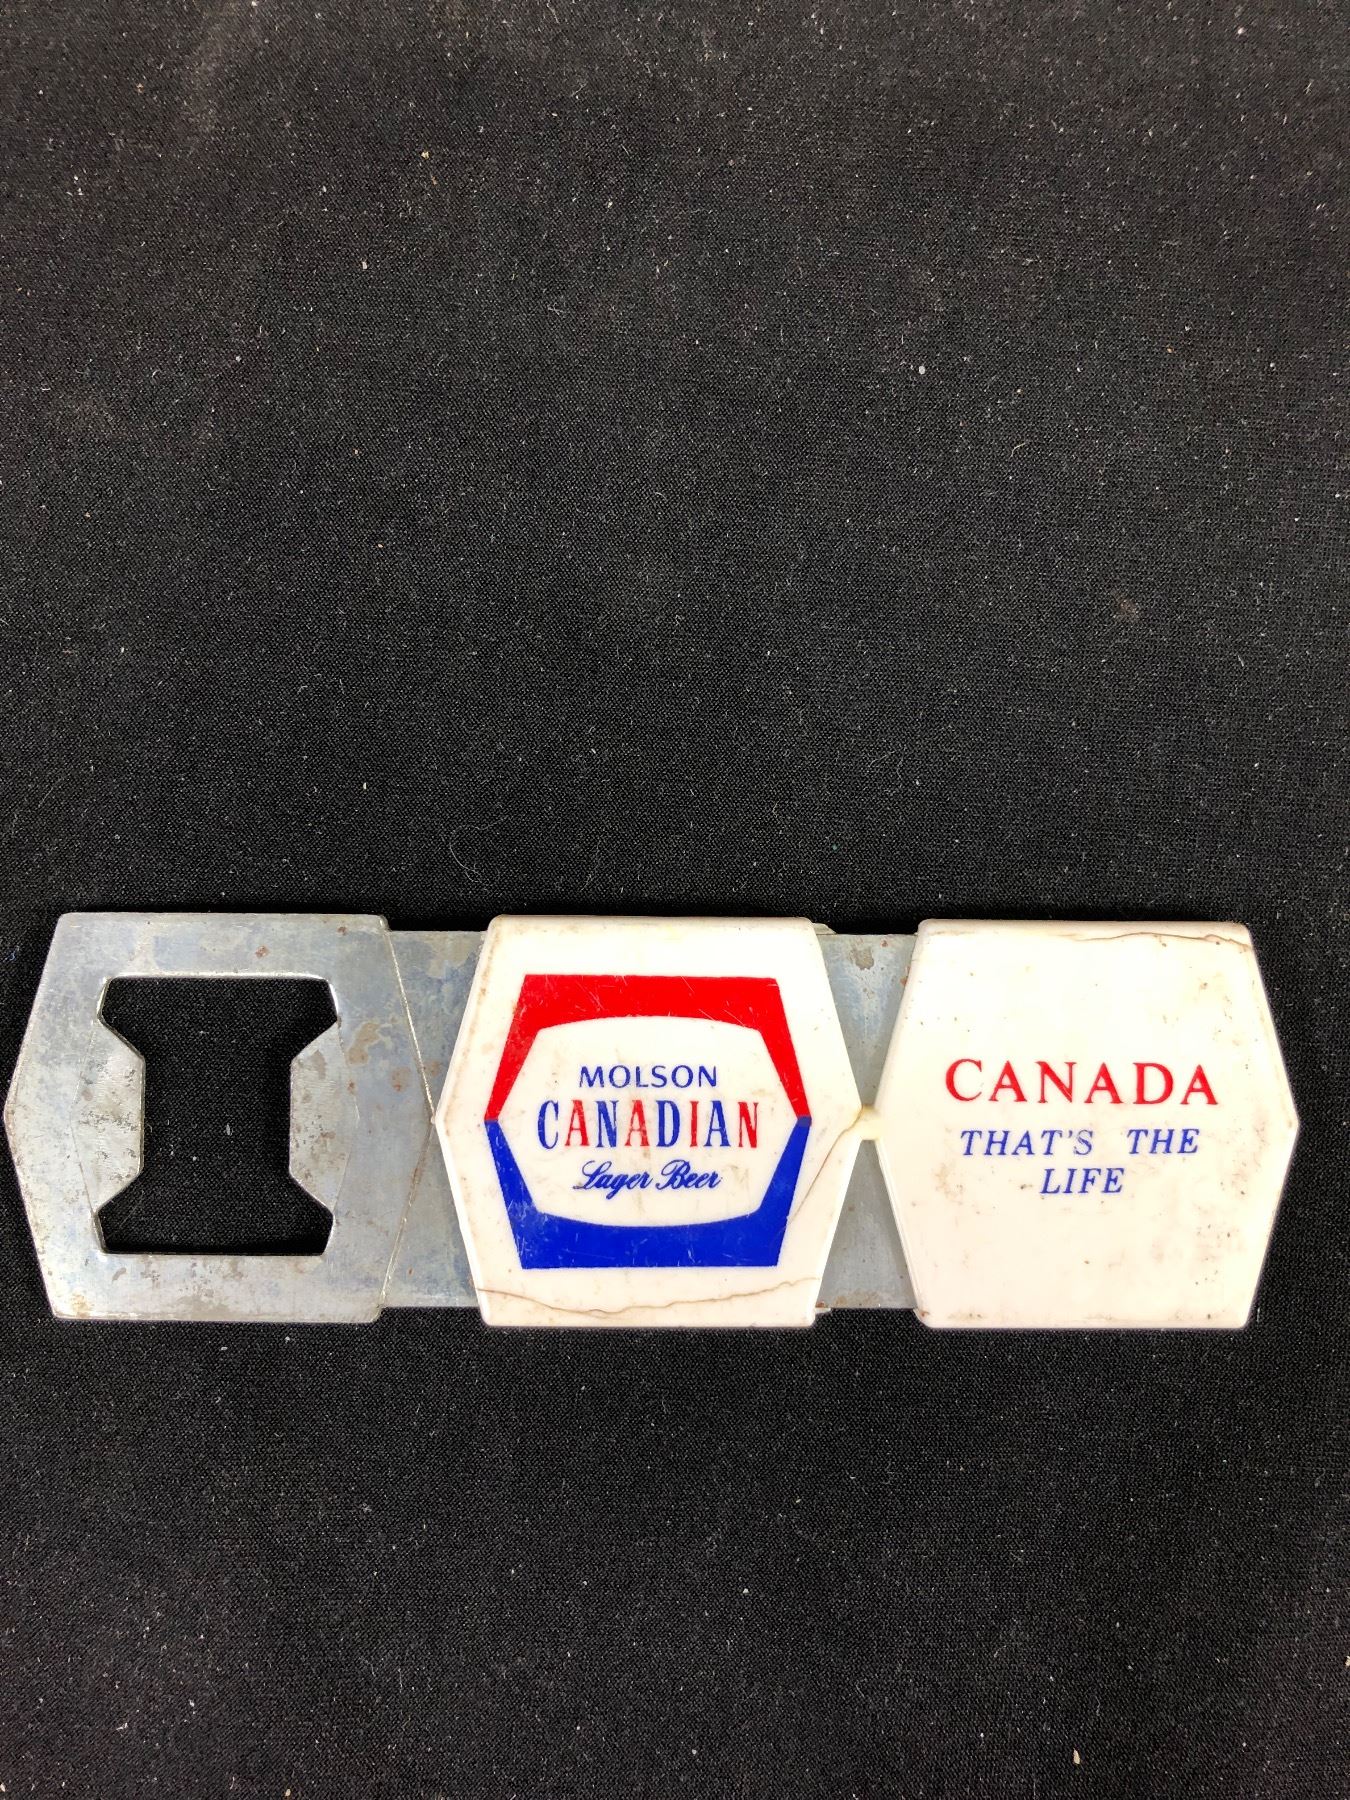 MOLSON
CANADIAN
Lager Beer
CANADA
THAT'S THE
LIFE